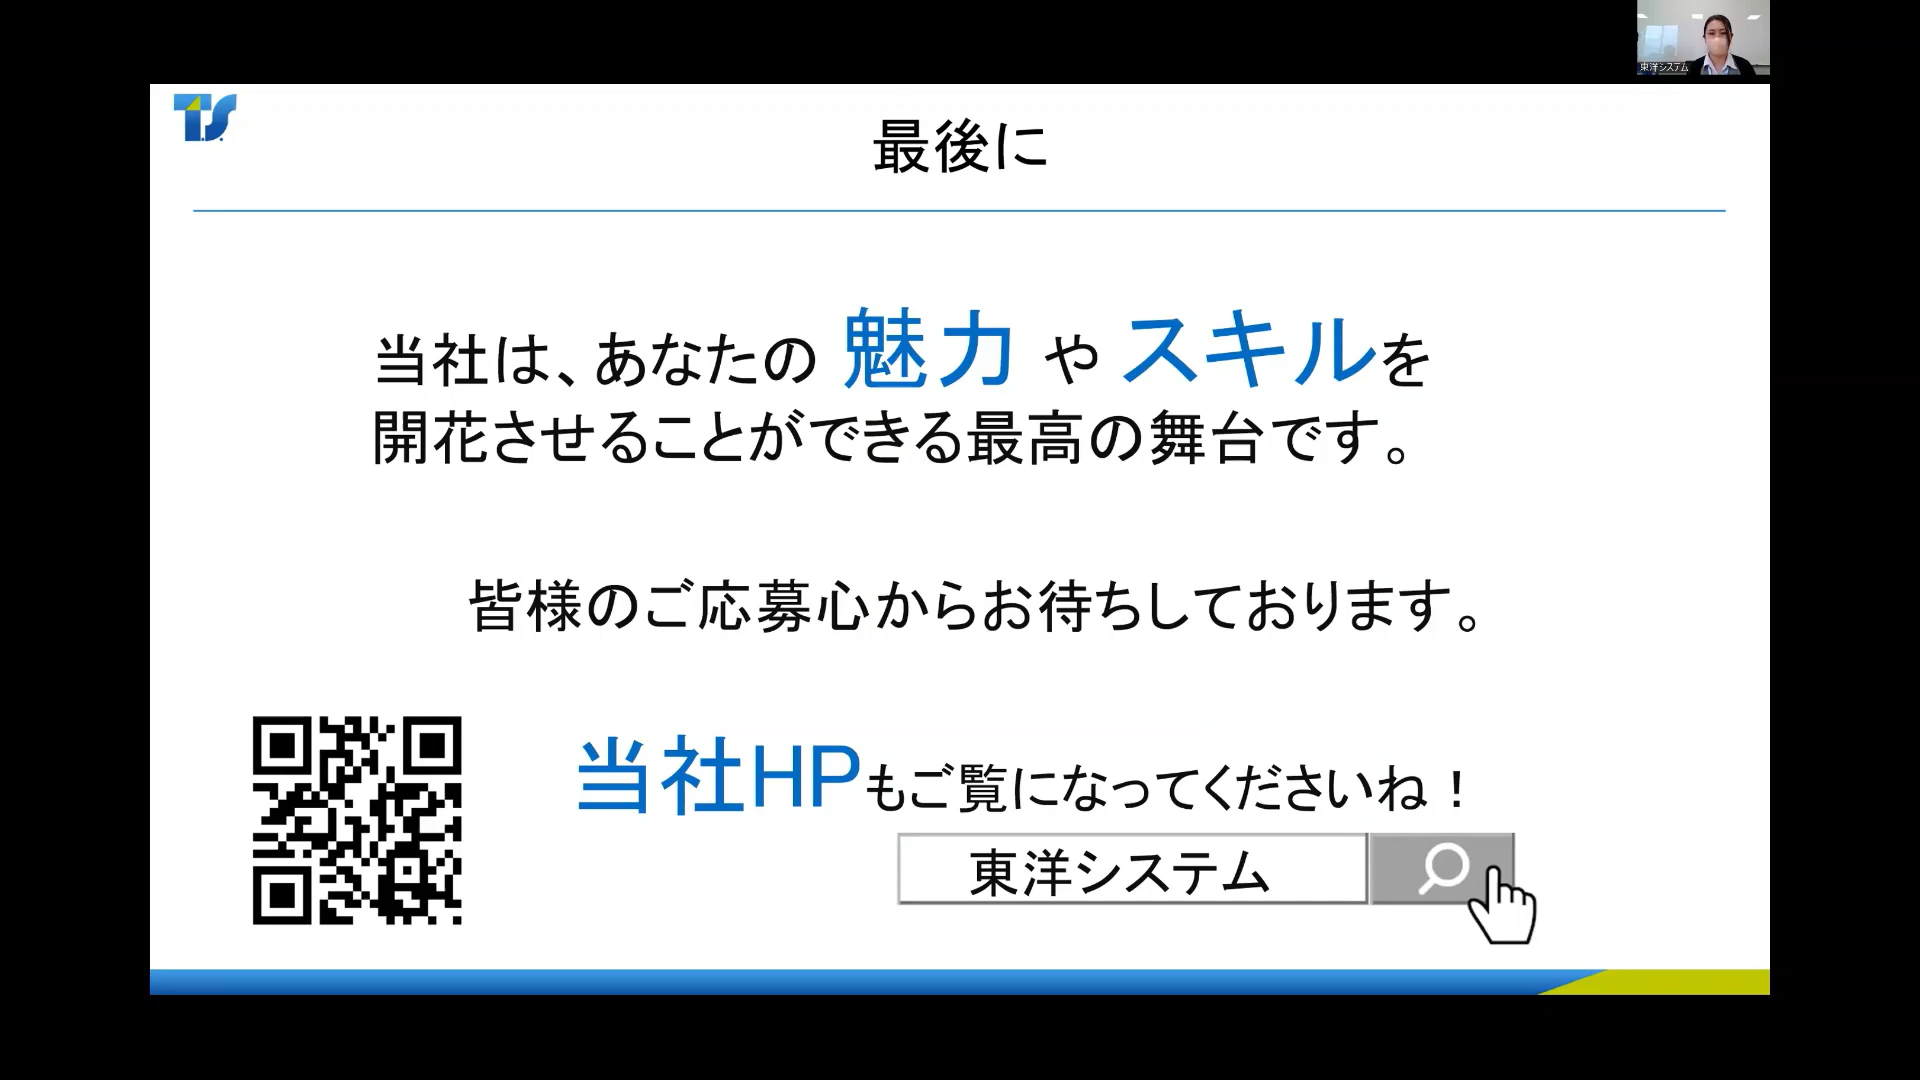 東洋システム
TS
最後に
当社は、あなたの 魅力 や スキルを
開花させることができる最高の舞台です。
皆様のご応募心からお待ちしております。
当社HPもご覧になってくださいね！
東洋システム